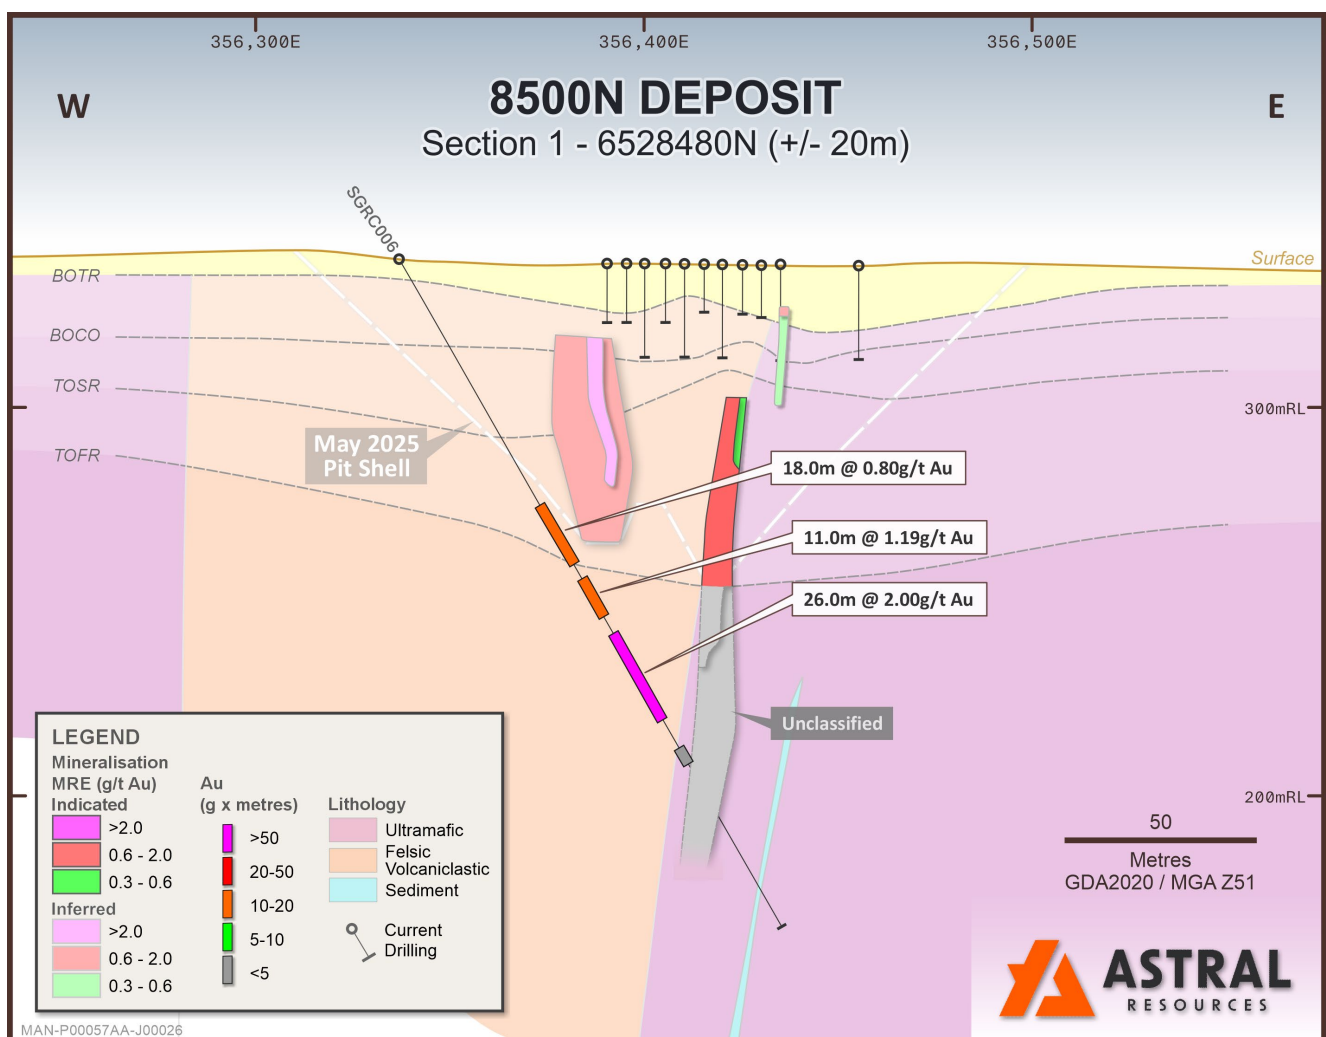 356,300E
356,400E
356,500E
W
8500N DEPOSIT
E
Section 1 - 6528480N (+/- 20m)
SGRC006
Surface
BOTR
BOCO
TOSR
300mRL
May 2025
Pit Shell
TOFR
18.0m @ 0.80g/t Au
11.0m @ 1.19g/t Au
26.0m @ 2.00g/t Au
Unclassified
200mRL
LEGEND
Mineralisation
MRE (g/t Au)
Indicated
>2.0
0.6 - 2.0
0.3 - 0.6
Inferred
>2.0
0.6 - 2.0
0.3 - 0.6
Au
(g x metres)
>50
20-50
10-20
5-10
<5
Lithology
Ultramafic
Felsic
Volcaniclastic
Sediment
Current
Drilling
50
Metres
GDA2020 / MGA Z51
ASTRAL
RESOURCES
MAN-P00057AA-J00026